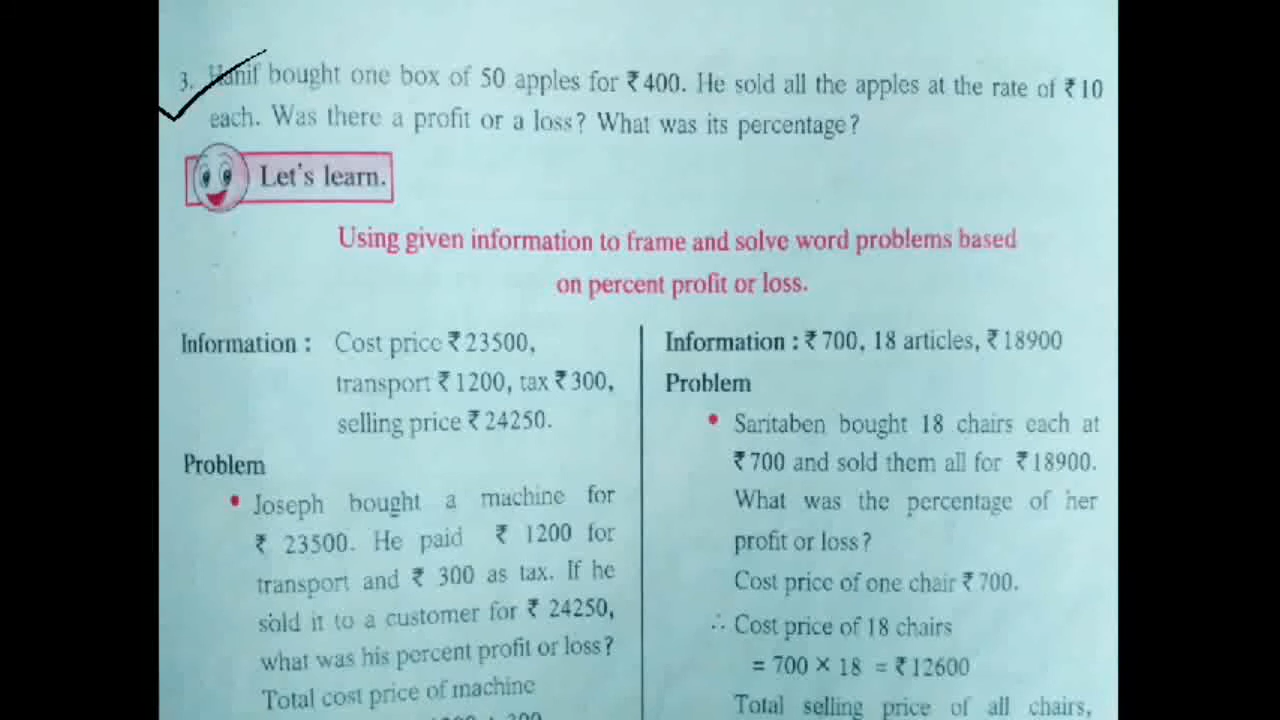 3. Hanif bought one box of 50 apples for ₹400. He sold all the apples at the rate of ₹10
each. Was there a profit or a loss? What was its percentage?
Let's learn.
Using given information to frame and solve word problems based
on percent profit or loss.
Information : Cost price ₹23500,
transport ₹1200, tax ₹300,
selling price ₹24250.
Problem
• Joseph bought a machine for
₹ 23500. He paid ₹ 1200 for
transport and ₹ 300 as tax. If he
sold it to a customer for ₹ 24250,
what was his percent profit or loss?
Total cost price of machine
Information : ₹700, 18 articles, ₹18900
Problem
• Saritaben bought 18 chairs each at
₹700 and sold them all for ₹18900.
What was the percentage of her
profit or loss?
Cost price of one chair ₹700.
∴ Cost price of 18 chairs
= 700 × 18 = ₹12600
Total selling price of all chairs,